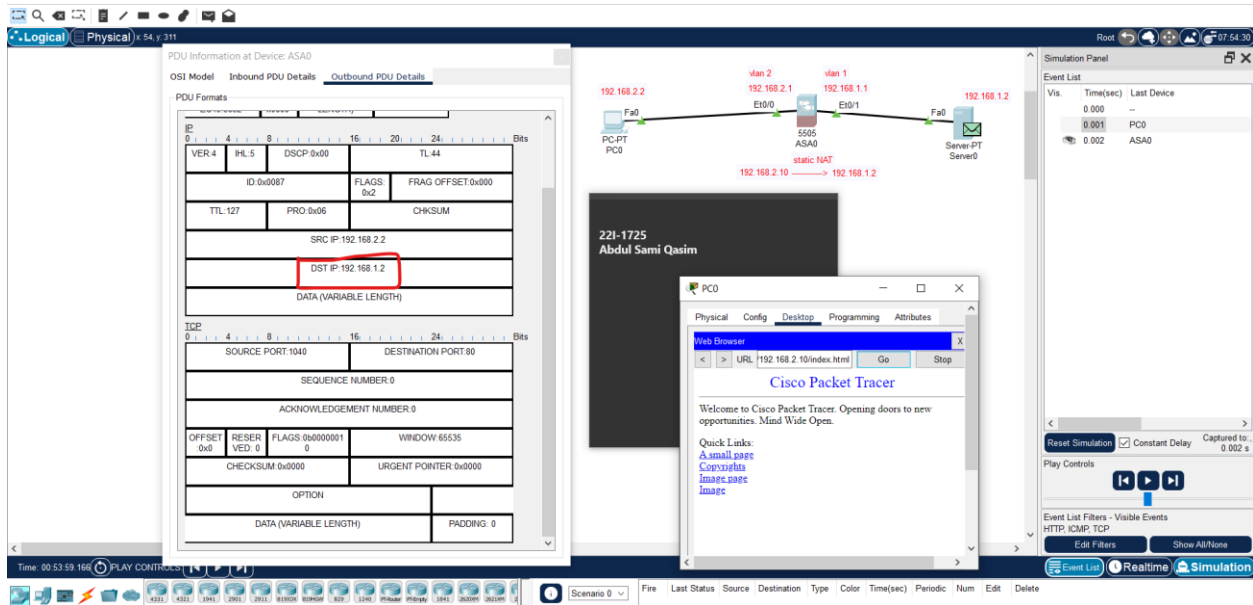 Logical
Physical
x: 54, y: 311
Root
07:54:30
PDU Information at Device: ASA0
OSI Model
Inbound PDU Details
Outbound PDU Details
PDU Formats
IP
0 4 8 16 20 24 Bits
VER:4
IHL:5
DSCP:0x00
TL:44
ID:0x0087
FLAGS:
0x2
FRAG OFFSET:0x000
TTL:127
PRO:0x06
CHKSUM
SRC IP:192.168.2.2
DST IP:192.168.1.2
DATA (VARIABLE LENGTH)
TCP
0 4 8 16 24 Bits
SOURCE PORT:1040
DESTINATION PORT:80
SEQUENCE NUMBER:0
ACKNOWLEDGEMENT NUMBER:0
OFFSET
:0x0
RESER
VED: 0
FLAGS:0b0000001
0
WINDOW:65535
CHECKSUM:0x0000
URGENT POINTER:0x0000
OPTION
DATA (VARIABLE LENGTH)
PADDING: 0
vlan 2
vlan 1
192.168.2.2
192.168.2.1
192.168.1.1
192.168.1.2
Fa0
Et0/0
Et0/1
Fa0
PC-PT
PC0
5505
ASA0
Server-PT
Server0
static NAT
192.168.2.10 ----------> 192.168.1.2
22I-1725
Abdul Sami Qasim
PC0
Physical
Config
Desktop
Programming
Attributes
Web Browser
X
<
>
URL
192.168.2.10/index.html
Go
Stop
Cisco Packet Tracer
Welcome to Cisco Packet Tracer. Opening doors to new
opportunities. Mind Wide Open.
Quick Links:
A small page
Copyrights
Image page
Image
Simulation Panel
Event List
Vis.
Time(sec)
Last Device
0.000
--
0.001
PC0
0.002
ASA0
Reset Simulation
Constant Delay
Captured to:
0.002 s
Play Controls
Event List Filters - Visible Events
HTTP, ICMP, TCP
Edit Filters
Show All/None
Time: 00:53:59.166
PLAY CONTROLS:
Event List
Realtime
Simulation
4331
4321
1941
2901
2911
829
1240
1841
Scenario 0
Fire
Last Status
Source
Destination
Type
Color
Time(sec)
Periodic
Num
Edit
Delete